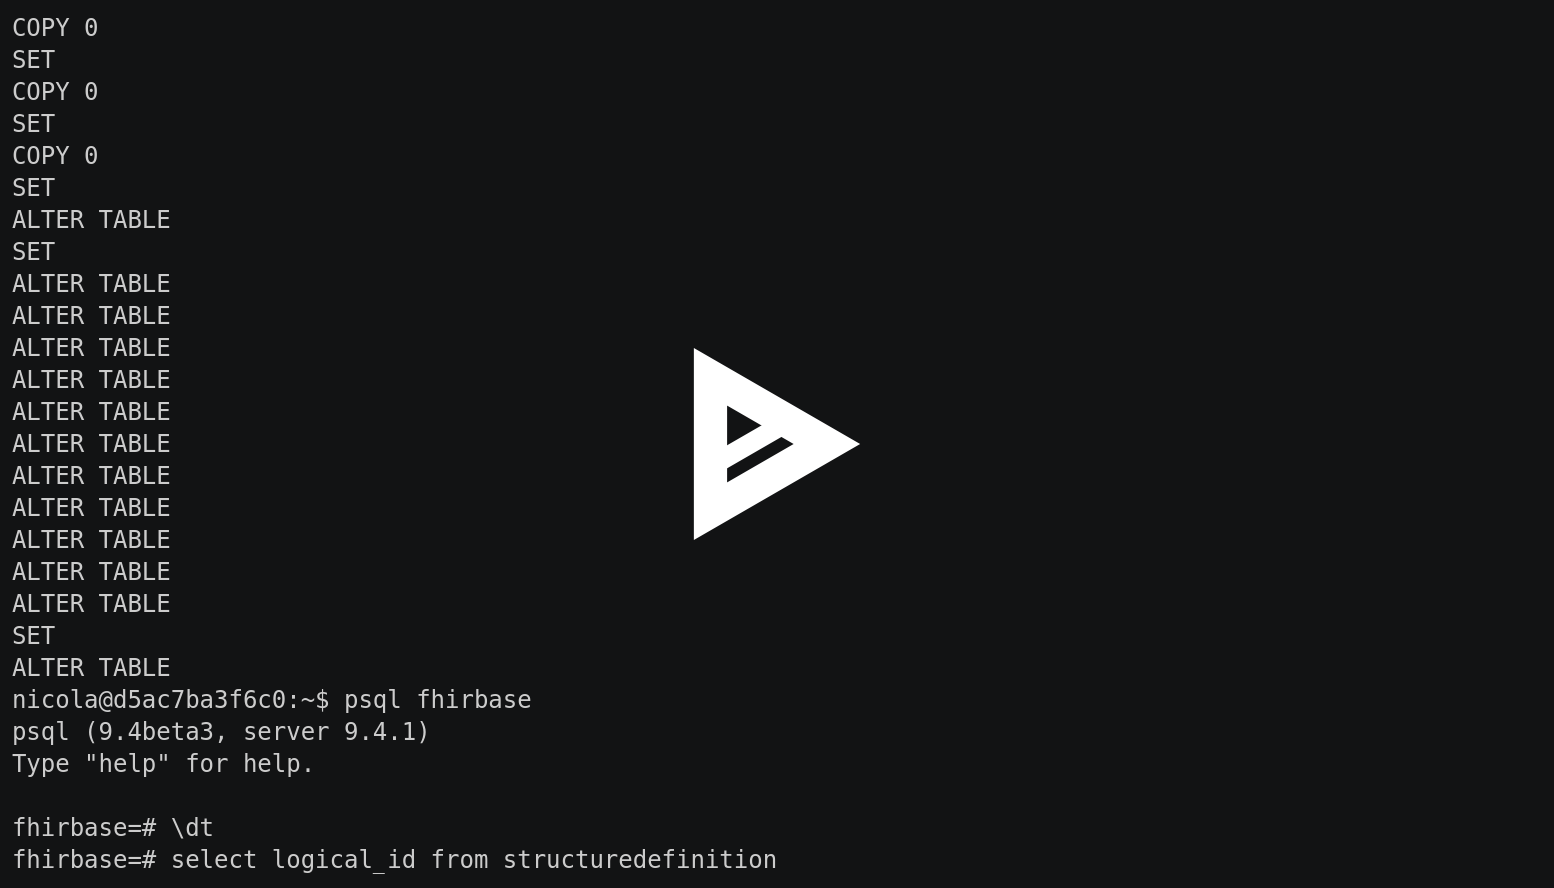 COPY 0
SET
COPY 0
SET
COPY 0
SET
ALTER TABLE
SET
ALTER TABLE
ALTER TABLE
ALTER TABLE
ALTER TABLE
ALTER TABLE
ALTER TABLE
ALTER TABLE
ALTER TABLE
ALTER TABLE
ALTER TABLE
ALTER TABLE
SET
ALTER TABLE
nicola@d5ac7ba3f6c0:~$ psql fhirbase
psql (9.4beta3, server 9.4.1)
Type "help" for help.

fhirbase=# \dt
fhirbase=# select logical_id from structuredefinition